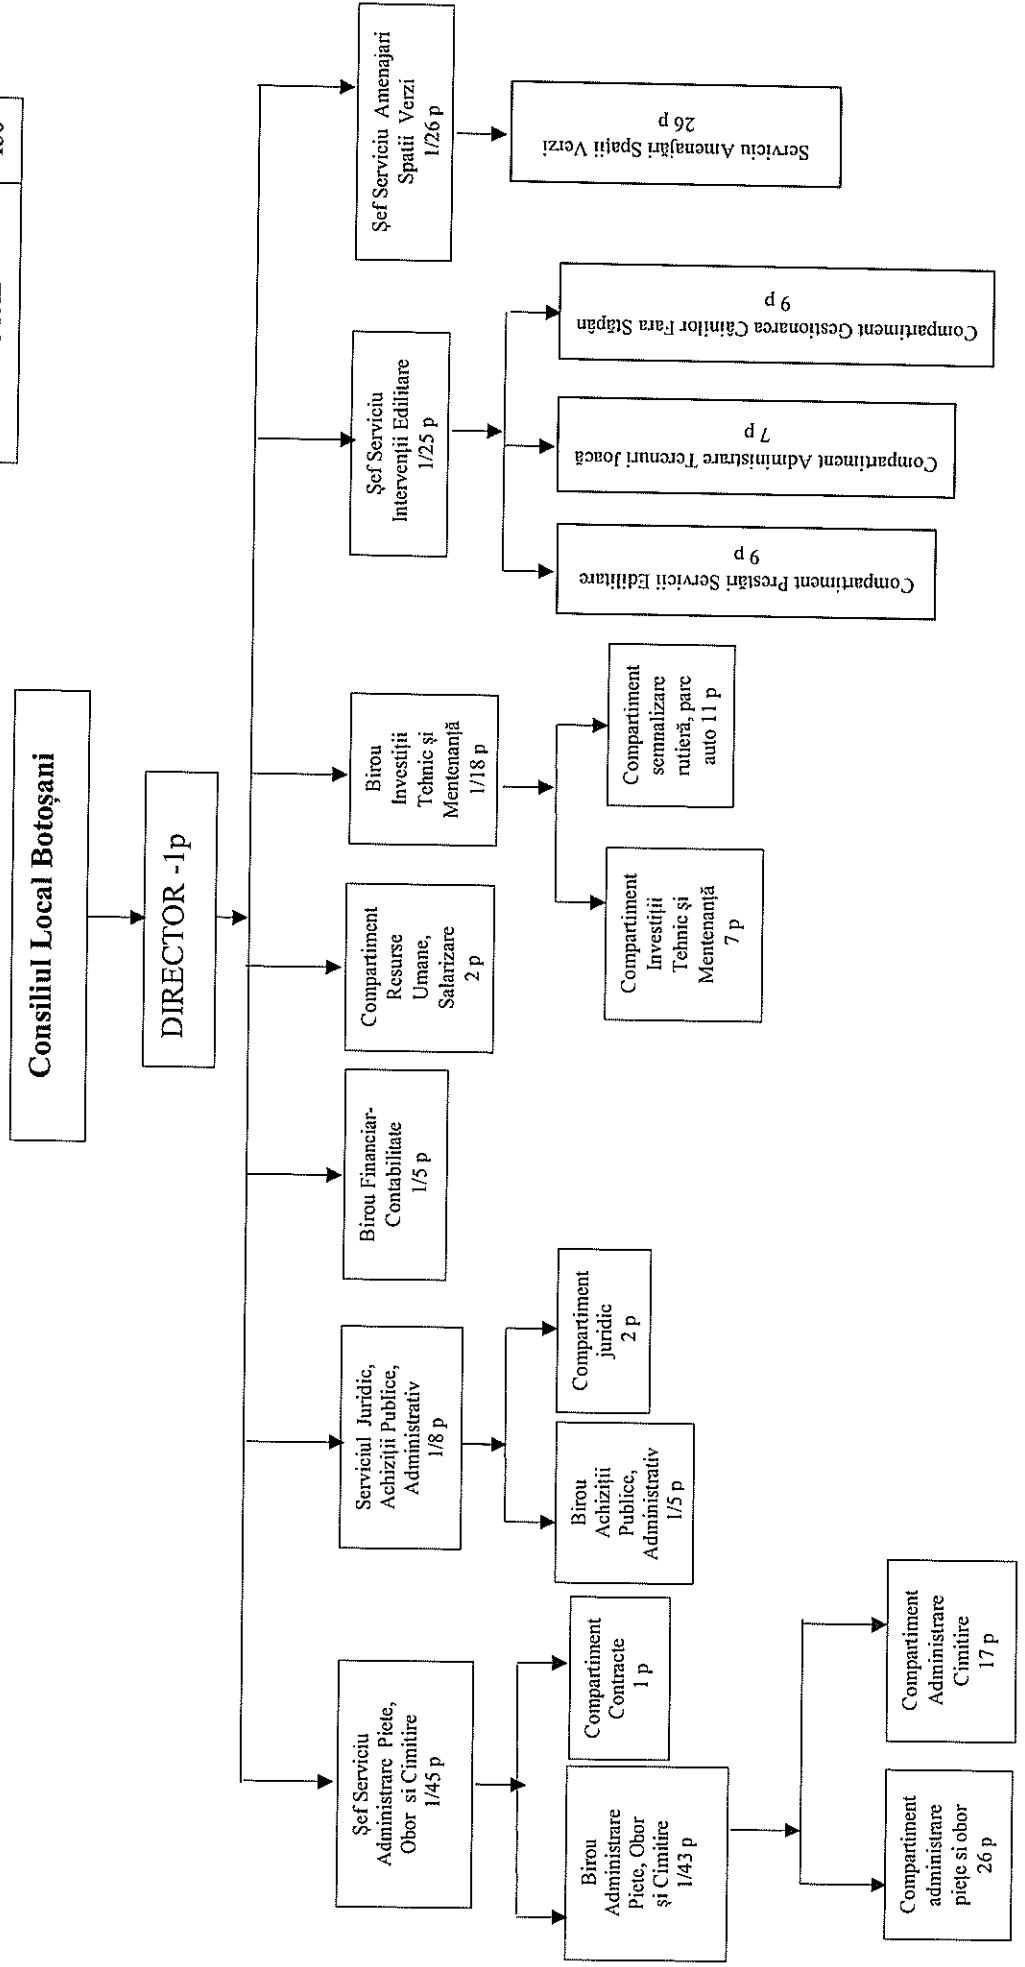 Consiliul Local Botoșani
DIRECTOR -1p
Șef Serviciu
Administrare Piete,
Obor si Cimitire
1/45 p
Serviciul Juridic,
Achiziții Publice,
Administrativ
1/8 p
Birou Financiar-
Contabilitate
1/5 p
Compartiment
Resurse
Umane,
Salarizare
2 p
Birou
Investiții
Tehnic și
Mentenanță
1/18 p
Șef Serviciu
Intervenții Edilitare
1/25 p
Șef Serviciu Amenajari
Spatii Verzi
1/26 p
Birou
Administrare
Piete, Obor
și Cimitire
1/43 p
Compartiment
Contracte
1 p
Birou
Achiziții
Publice,
Administrativ
1/5 p
Compartiment
juridic
2 p
Compartiment
Investiții
Tehnic și
Mentenanță
7 p
Compartiment
semnalizare
rutieră, parc
auto 11 p
Compartiment Prestări Servicii Edilitare
9 p
Compartiment Administrare Terenuri Joacă
7 p
Compartiment Gestionarea Câinilor Fara Stăpân
9 p
Serviciu Amenajări Spații Verzi
26 p
Compartiment
administrare
piețe si obor
26 p
Compartiment
Administrare
Cimitire
17 p